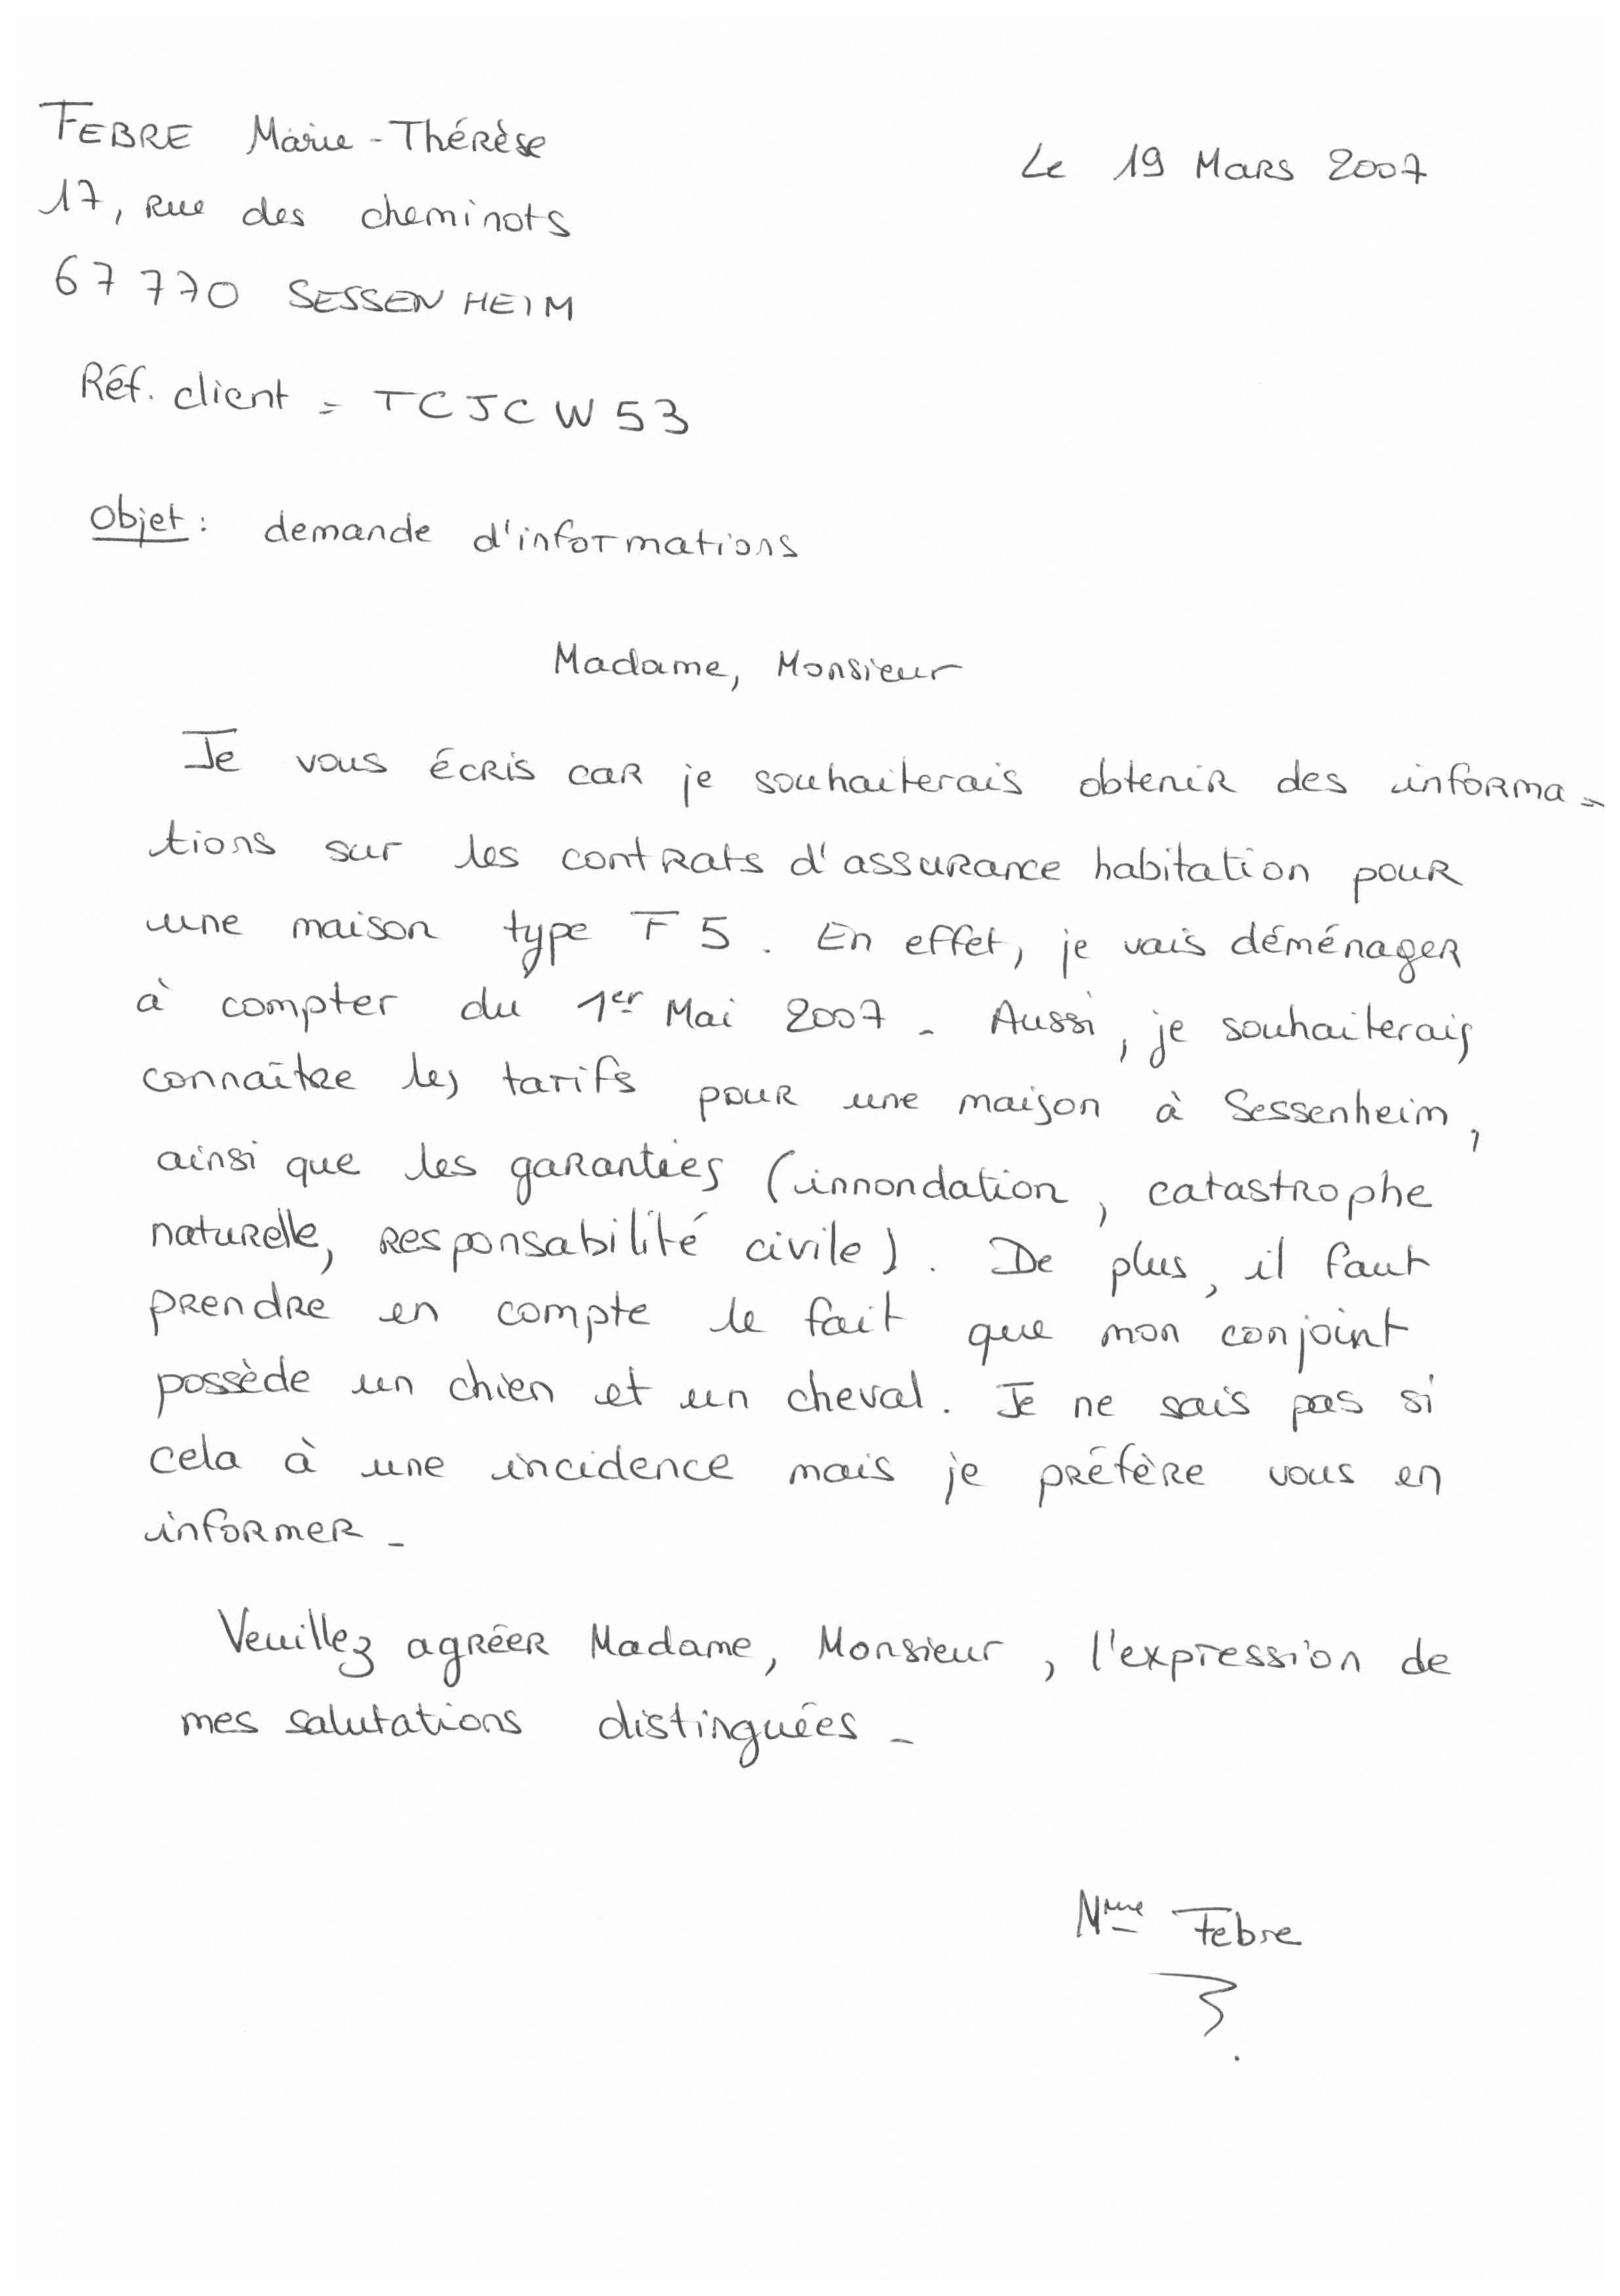 FEBRE Marie-Thérèse
Le 19 Mars 2007
17, rue des cheminots
67 770 SESSENHEIM
Réf. client = TCJCW53
Objet : demande d'informations
Madame, Monsieur
Je vous écris car je souhaiterais obtenir des informa-
tions sur les contrats d'assurance habitation pour
une maison type F5. En effet, je vais déménager
à compter du 1er Mai 2007. Aussi, je souhaiterais
connaître les tarifs pour une maison à Sessenheim,
ainsi que les garanties (innondation, catastrophe
naturelle, responsabilité civile). De plus, il faut
prendre en compte le fait que mon conjoint
possède un chien et un cheval. Je ne sais pas si
cela à une incidence mais je préfère vous en
informer.
Veuillez agréer Madame, Monsieur, l'expression de
mes salutations distinguées.
Mme Febre